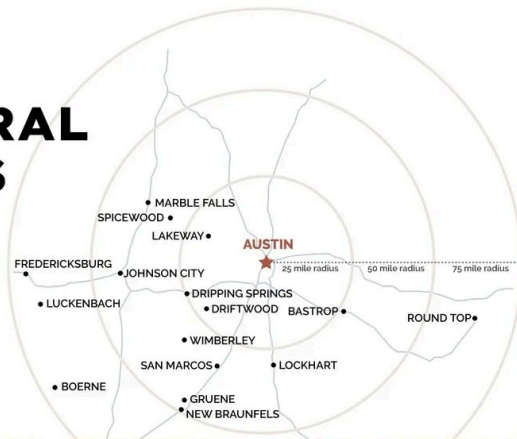 RAL
S
MARBLE FALLS
SPICEWOOD
LAKEWAY
AUSTIN
25 mile radius
50 mile radius
75 mile radius
FREDERICKSBURG
JOHNSON CITY
LUCKENBACH
DRIPPING SPRINGS
DRIFTWOOD
BASTROP
ROUND TOP
WIMBERLEY
SAN MARCOS
LOCKHART
BOERNE
GRUENE
NEW BRAUNFELS